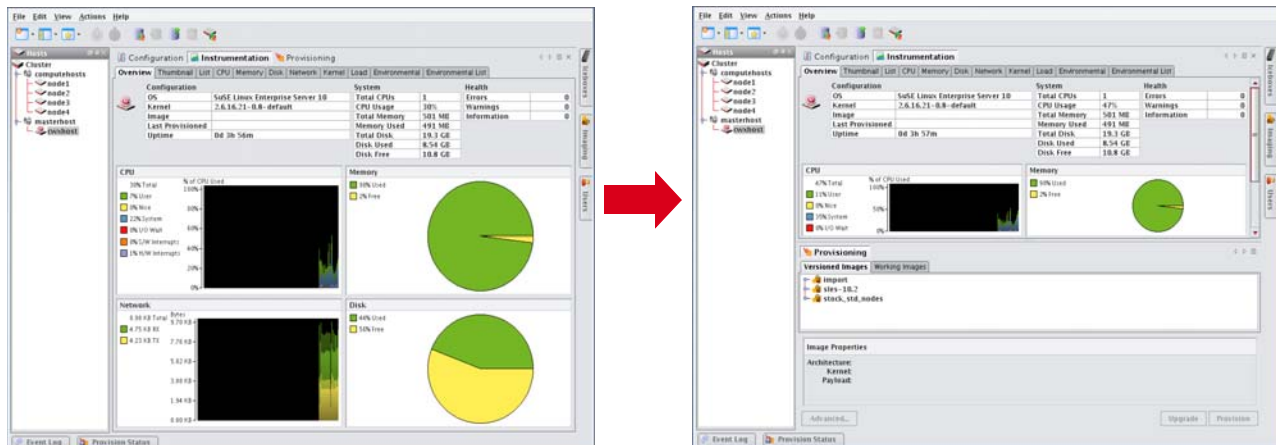 File Edit View Actions Help
Hosts
Cluster
computehosts
node1
node2
node3
node4
masterhost
cwxhost
Configuration Instrumentation Provisioning
Overview Thumbnail List CPU Memory Disk Network Kernel Load Environmental Environmental List
Configuration System Health
OS SuSE Linux Enterprise Server 10 Total CPUs 1 Errors 0
Kernel 2.6.16.21-0.8-default CPU Usage 30% Warnings 0
Image Total Memory 501 MB Information 0
Last Provisioned Memory Used 491 MB
Uptime 0d 3h 56m Total Disk 19.3 GB
Disk Used 8.54 GB
Disk Free 10.8 GB
CPU
30% Total % of CPU Used
7% User 100%
0% Nice 80%
22% System 60%
0% I/O Wait 40%
0% S/W Interrupts 20%
1% H/W Interrupts 0%
Memory
98% Used
2% Free
Network
8.98 KB Total Bytes
4.75 KB RX 9.70 KB
4.23 KB TX 7.76 KB
5.82 KB
3.88 KB
1.94 KB
0.00 KB
Disk
44% Used
56% Free
Event Log Provision Status
Iceboxes
Imaging
Users
File Edit View Actions Help
Hosts
Cluster
computehosts
node1
node2
node3
node4
masterhost
cwxhost
Configuration Instrumentation
Overview Thumbnail List CPU Memory Disk Network Kernel Load Environmental Environmental List
Configuration System Health
OS SuSE Linux Enterprise Server 10 Total CPUs 1 Errors 0
Kernel 2.6.16.21-0.8-default CPU Usage 47% Warnings 0
Image Total Memory 501 MB Information 0
Last Provisioned Memory Used 491 MB
Uptime 0d 3h 57m Total Disk 19.3 GB
Disk Used 8.54 GB
Disk Free 10.8 GB
CPU
47% Total % of CPU Used
11% User 100%
0% Nice 50%
35% System
0% I/O Wait 0%
Memory
98% Used
2% Free
Provisioning
Versioned Images Working Images
import
sles-10.2
stock_std_nodes
Image Properties
Architecture:
Kernel:
Payload:
Advanced... Upgrade Provision
Event Log Provision Status
Iceboxes
Imaging
Users